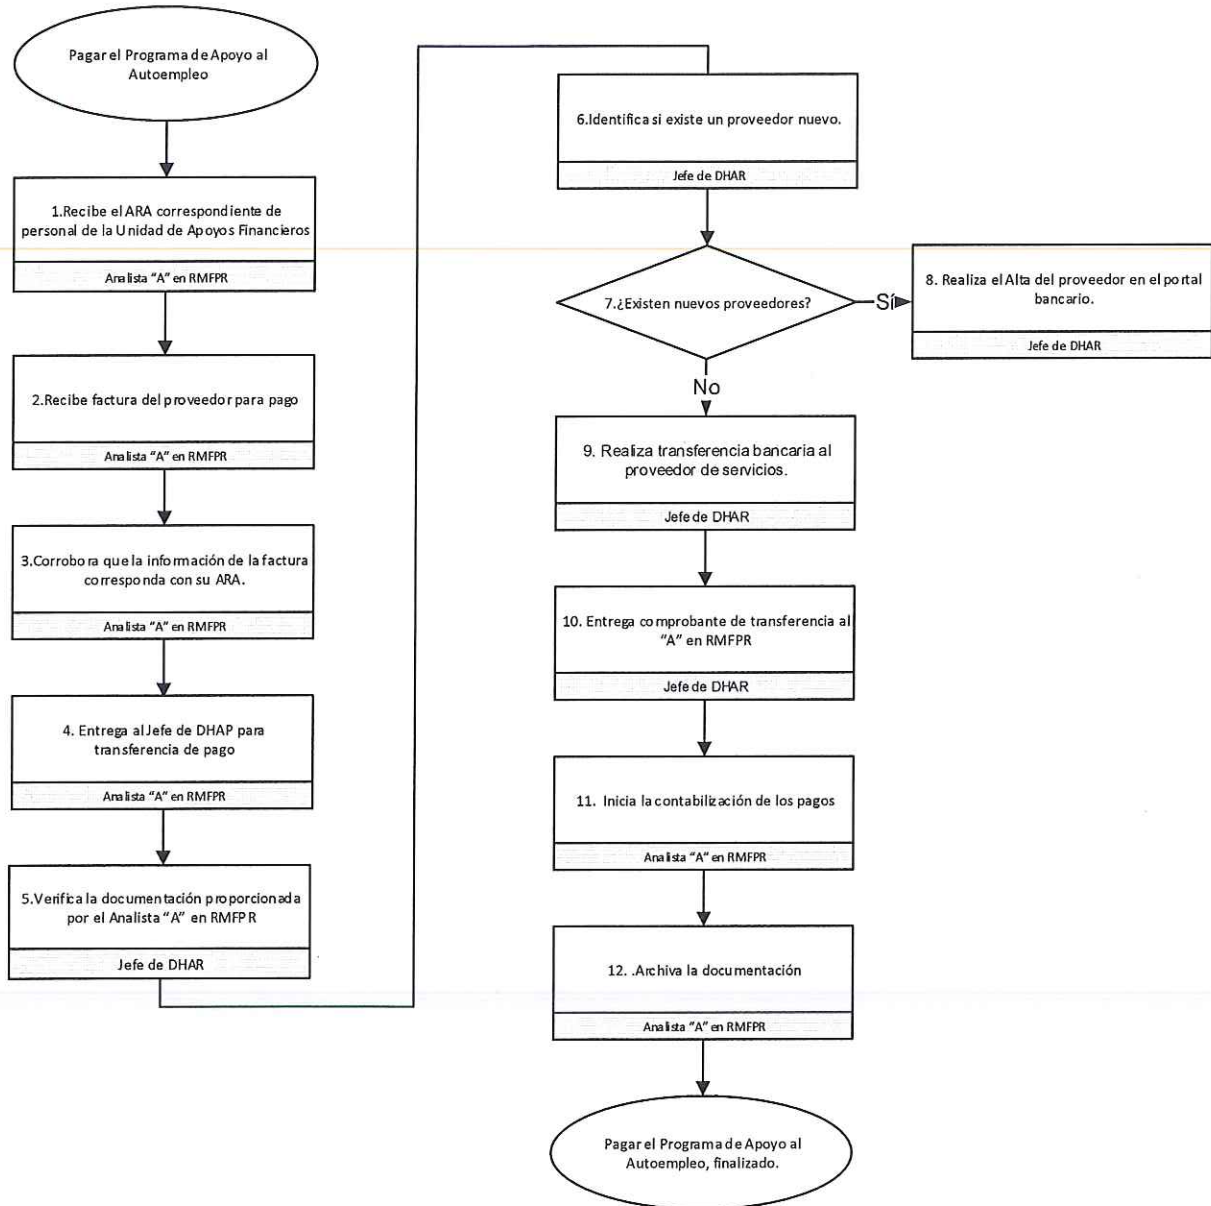 Pagar el Programa de Apoyo al
Autoempleo
1.Recibe el ARA correspondiente de
personal de la Unidad de Apoyos Financieros
Analista "A" en RMFPR
2.Recibe factura del proveedor para pago
Analista "A" en RMFPR
3.Corrobora que la información de la factura
corresponda con su ARA.
Analista "A" en RMFPR
4. Entrega al Jefe de DHAP para
transferencia de pago
Analista "A" en RMFPR
5.Verifica la documentación proporcionada
por el Analista "A" en RMFPR
Jefe de DHAR
6.Identifica si existe un proveedor nuevo.
Jefe de DHAR
7.¿Existen nuevos proveedores?
Sí
8. Realiza el Alta del proveedor en el portal
bancario.
Jefe de DHAR
No
9. Realiza transferencia bancaria al
proveedor de servicios.
Jefe de DHAR
10. Entrega comprobante de transferencia al
"A" en RMFPR
Jefe de DHAR
11. Inicia la contabilización de los pagos
Analista "A" en RMFPR
12. .Archiva la documentación
Analista "A" en RMFPR
Pagar el Programa de Apoyo al
Autoempleo, finalizado.